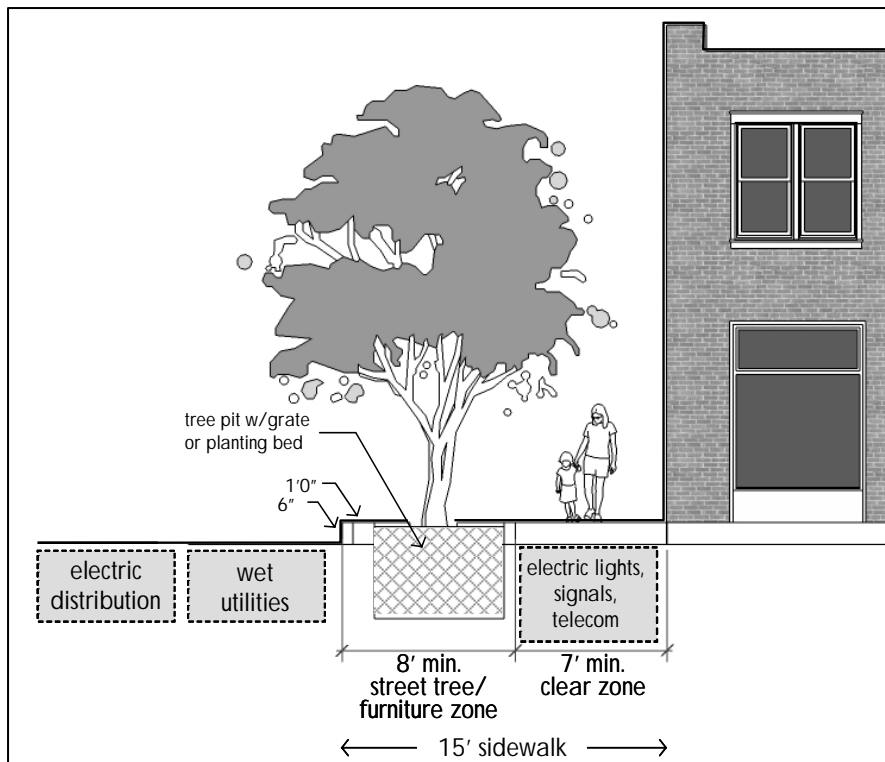 tree pit w/grate
or planting bed
1'0"
6"
electric
distribution
wet
utilities
electric lights,
signals,
telecom
8' min.
street tree/
furniture zone
7' min.
clear zone
15' sidewalk